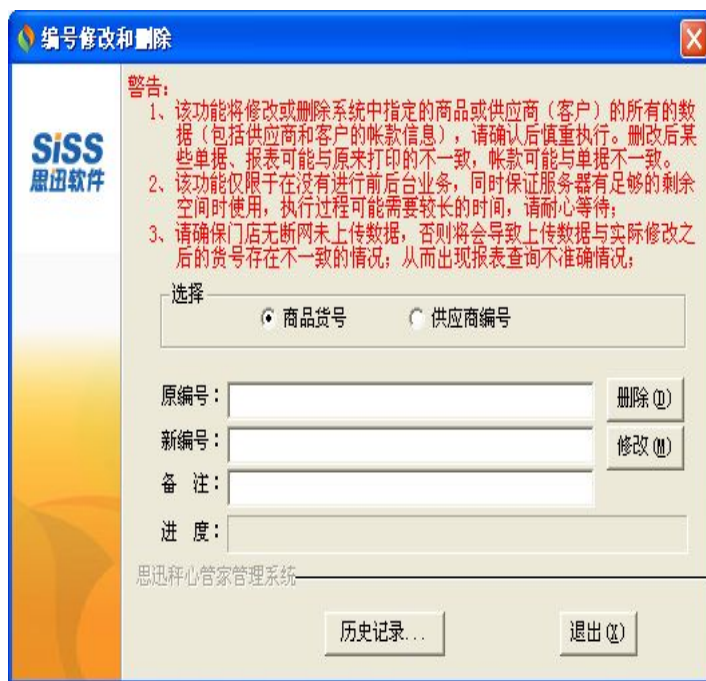 编号修改和删除
SiSS
思迅软件
警告：
1、该功能将修改或删除系统中指定的商品或供应商（客户）的所有的数
据（包括供应商和客户的帐款信息），请确认后慎重执行。删改后某
些单据、报表可能与原来打印的不一致，帐款可能与单据不一致。
2、该功能仅限于在没有进行前后台业务，同时保证服务器有足够的剩余
空间时使用，执行过程可能需要较长的时间，请耐心等待；
3、请确保门店无断网未上传数据，否则将会导致上传数据与实际修改之
后的货号存在不一致的情况；从而出现报表查询不准确情况；
选择
商品货号 供应商编号
原编号： 删除(D)
新编号： 修改(M)
备 注：
进 度：
思迅秤心管家管理系统
历史记录... 退出(X)